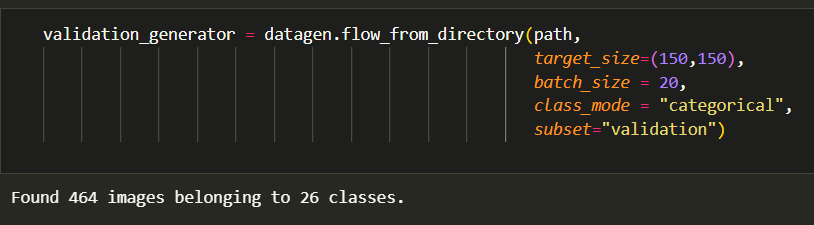 validation_generator = datagen.flow_from_directory(path,
target_size=(150,150),
batch_size = 20,
class_mode = "categorical",
subset="validation")
Found 464 images belonging to 26 classes.